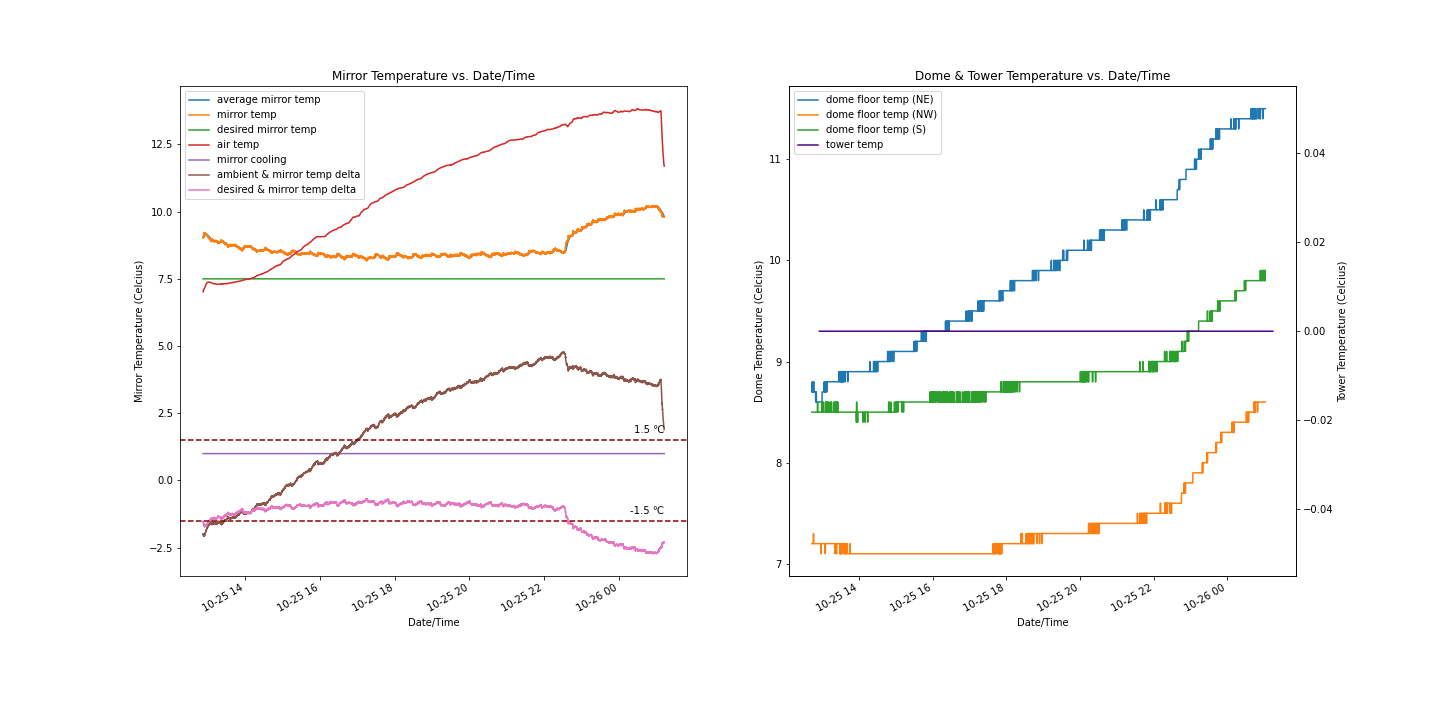 Mirror Temperature vs. Date/Time
average mirror temp
mirror temp
desired mirror temp
air temp
mirror cooling
ambient & mirror temp delta
desired & mirror temp delta
12.5
10.0
7.5
5.0
2.5
0.0
−2.5
Mirror Temperature (Celcius)
1.5 °C
-1.5 °C
10-25 14
10-25 16
10-25 18
10-25 20
10-25 22
10-26 00
Date/Time
Dome & Tower Temperature vs. Date/Time
dome floor temp (NE)
dome floor temp (NW)
dome floor temp (S)
tower temp
11
10
9
8
7
Dome Temperature (Celcius)
0.04
0.02
0.00
−0.02
−0.04
Tower Temperature (Celcius)
10-25 14
10-25 16
10-25 18
10-25 20
10-25 22
10-26 00
Date/Time